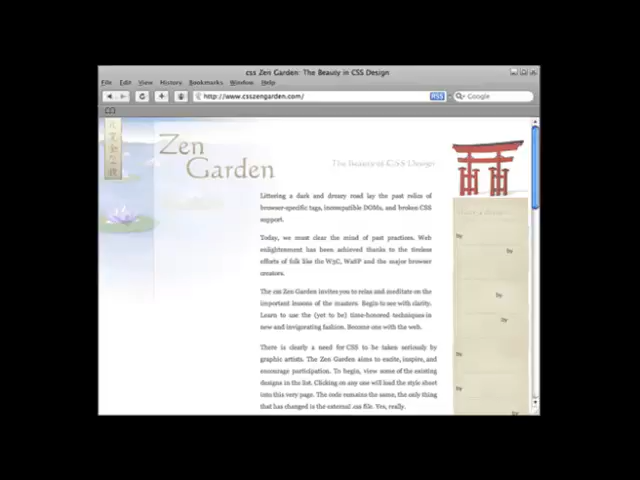 css Zen Garden: The Beauty in CSS Design
File Edit View History Bookmarks Window Help
http://www.csszengarden.com/
RSS
Google
Zen
Garden
The Beauty of CSS Design
Littering a dark and dreary road lay the past relics of
browser-specific tags, incompatible DOMs, and broken CSS
support.
Today, we must clear the mind of past practices. Web
enlightenment has been achieved thanks to the tireless
efforts of folk like the W3C, WaSP and the major browser
creators.
The css Zen Garden invites you to relax and meditate on the
important lessons of the masters. Begin to see with clarity.
Learn to use the (yet to be) time-honored techniques in
new and invigorating fashion. Become one with the web.
There is clearly a need for CSS to be taken seriously by
graphic artists. The Zen Garden aims to excite, inspire, and
encourage participation. To begin, view some of the existing
designs in the list. Clicking on any one will load the style sheet
into this very page. The code remains the same, the only thing
that has changed is the external .css file. Yes, really.
by
by
by
by
by
by
by